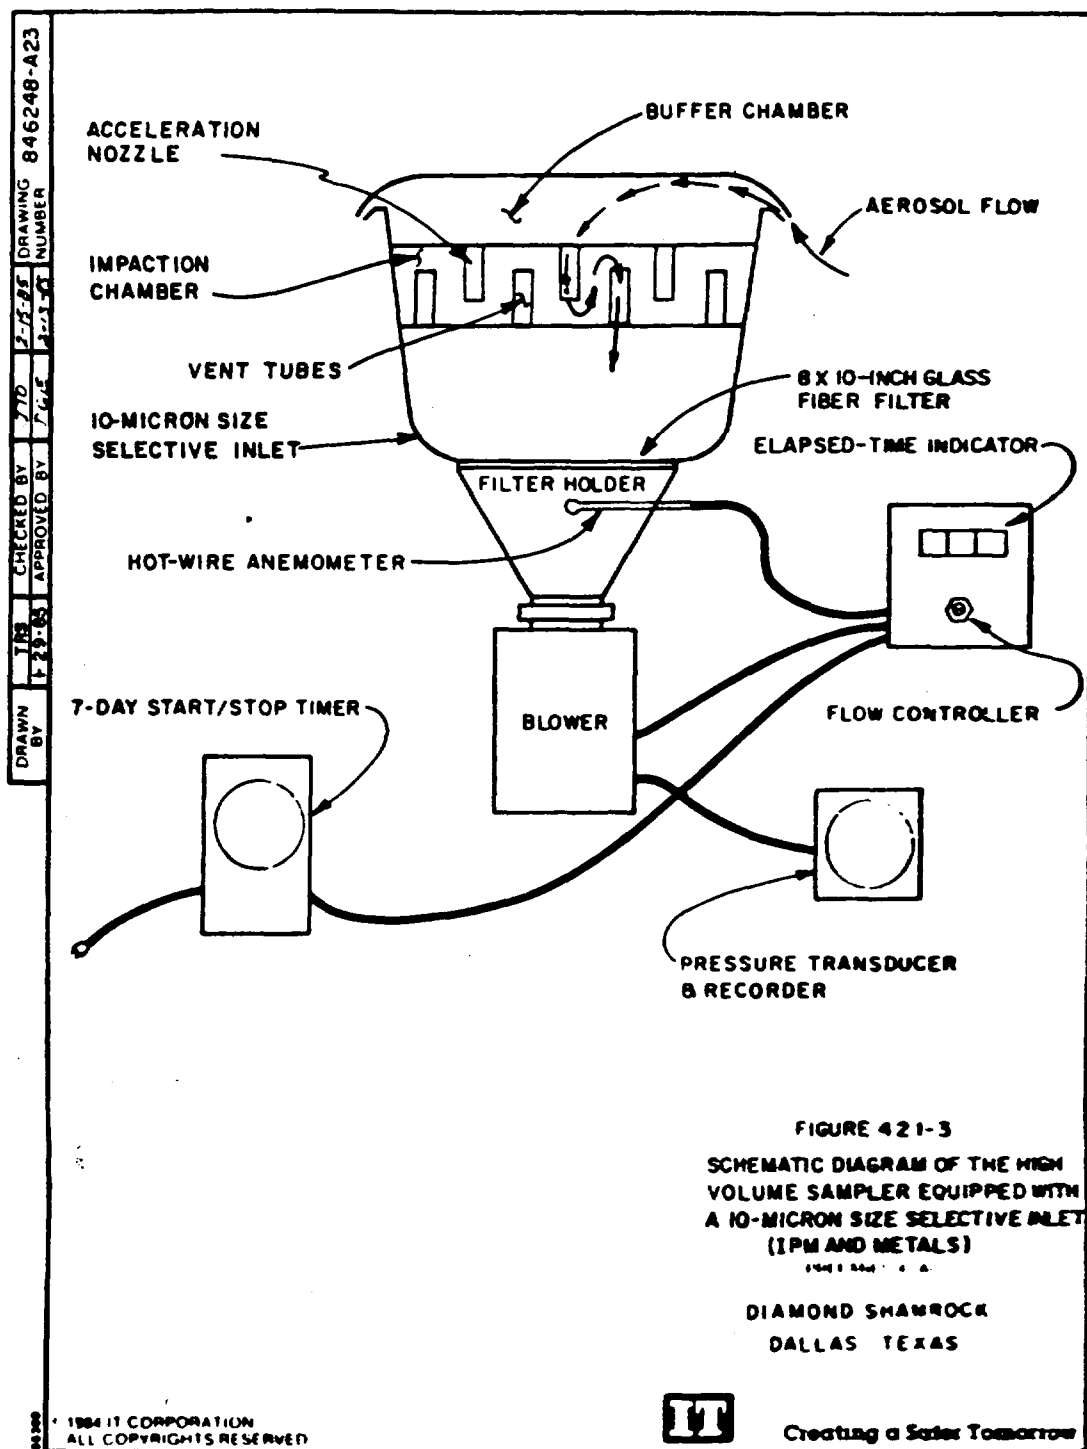 DRAWING NUMBER 846248-A23
CHECKED BY
APPROVED BY
DRAWN BY
TRS
2-15-85
ACCELERATION
NOZZLE
BUFFER CHAMBER
AEROSOL FLOW
IMPACTION
CHAMBER
VENT TUBES
8 X 10-INCH GLASS
FIBER FILTER
10-MICRON SIZE
SELECTIVE INLET
ELAPSED-TIME INDICATOR
FILTER HOLDER
HOT-WIRE ANEMOMETER
7-DAY START/STOP TIMER
BLOWER
FLOW CONTROLLER
PRESSURE TRANSDUCER
& RECORDER
FIGURE 421-3
SCHEMATIC DIAGRAM OF THE HIGH
VOLUME SAMPLER EQUIPPED WITH
A 10-MICRON SIZE SELECTIVE INLET
(IPM AND METALS)
DIAMOND SHAMROCK
DALLAS TEXAS
1984 IT CORPORATION
ALL COPYRIGHTS RESERVED
IT
Creating a Safer Tomorrow